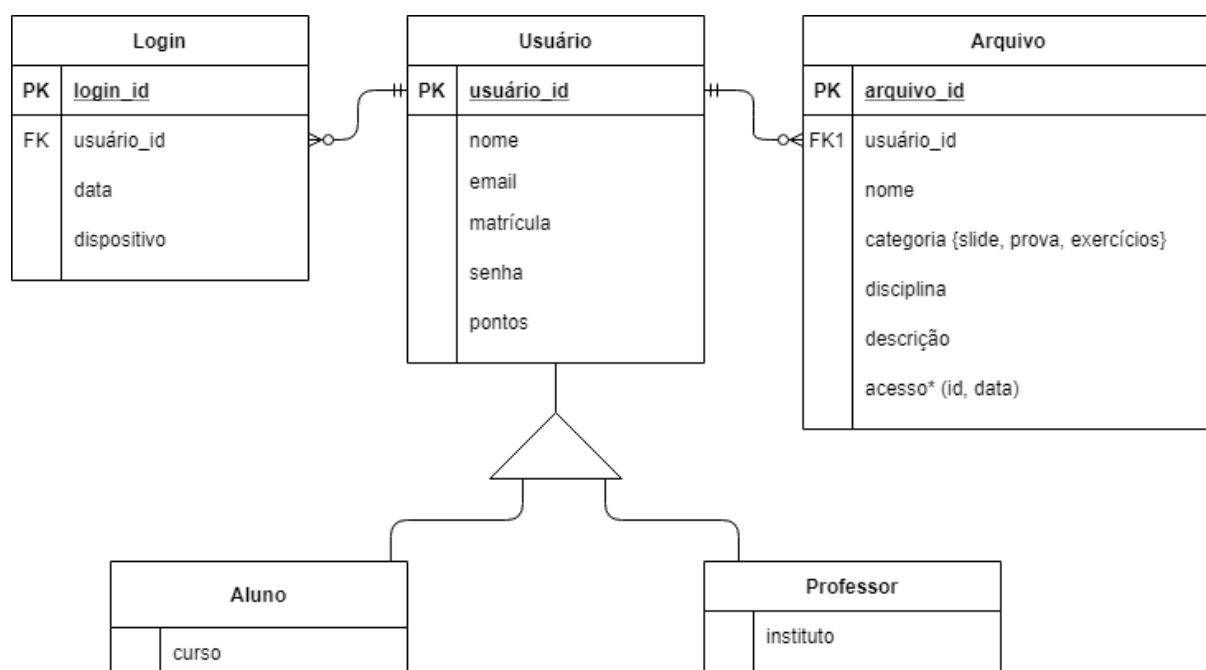 Login
PK login_id
FK usuário_id
data
dispositivo
Usuário
PK usuário_id
nome
email
matrícula
senha
pontos
Arquivo
PK arquivo_id
FK1 usuário_id
nome
categoria {slide, prova, exercícios}
disciplina
descrição
acesso* (id, data)
Aluno
curso
Professor
instituto